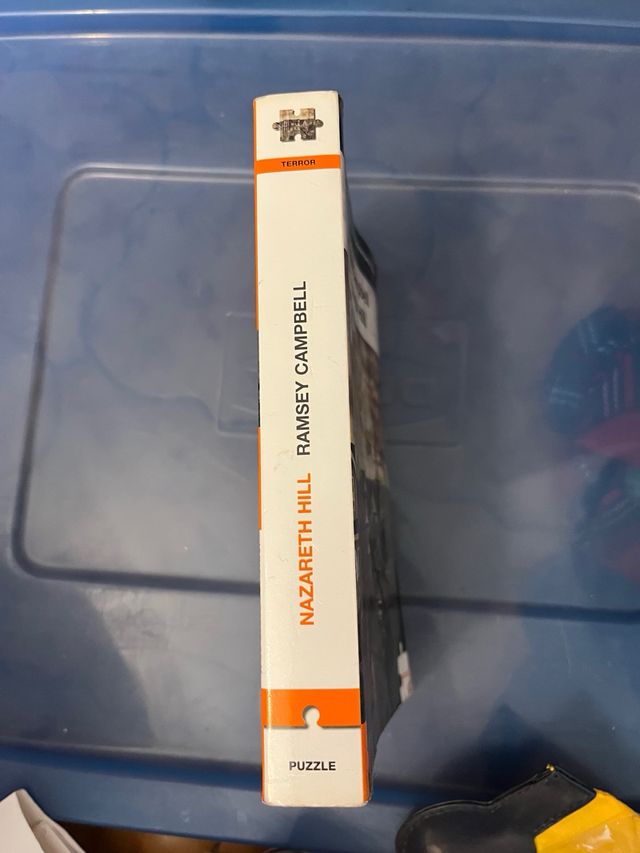 TERROR
NAZARETH HILL RAMSEY CAMPBELL
PUZZLE